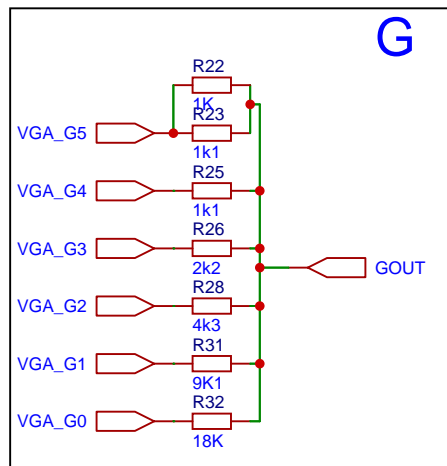 G
R22
1K
R23
VGA_G5
1k1
R25
VGA_G4
1k1
R26
VGA_G3
2k2
GOUT
R28
VGA_G2
4k3
R31
VGA_G1
9K1
R32
VGA_G0
18K